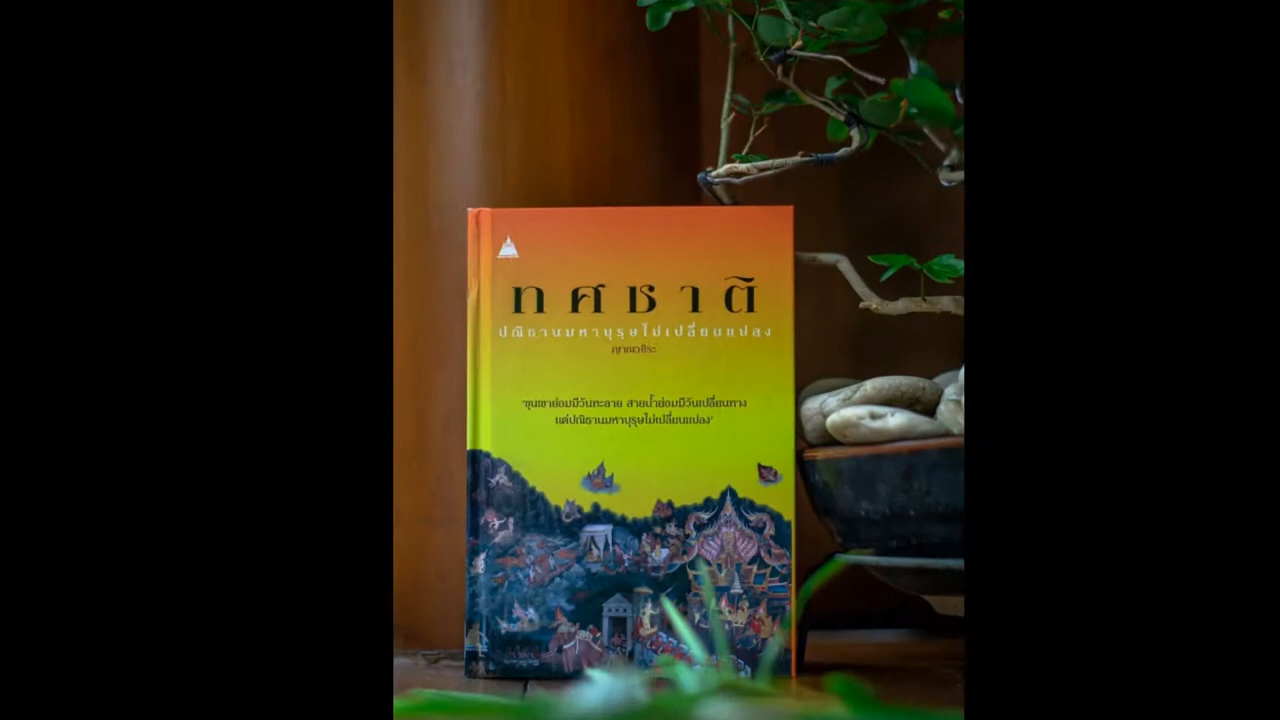 ทศชาติ
ปณิธานมหาบุรุษไม่เปลี่ยนแปลง
ญาณวชิระ
"ขุนเขาย่อมมีวันทะลาย สายน้ำย่อมมีวันเปลี่ยนทาง
แต่ปณิธานมหาบุรุษไม่เปลี่ยนแปลง"